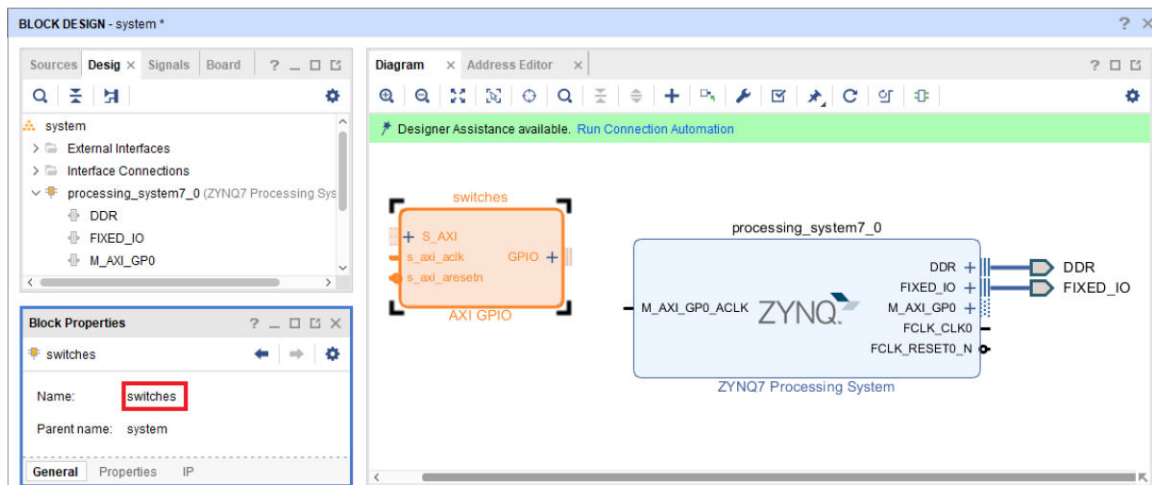 BLOCK DESIGN - system *
Sources Desig Signals Board
system
External Interfaces
Interface Connections
processing_system7_0 (ZYNQ7 Processing Sys
DDR
FIXED_IO
M_AXI_GP0
Block Properties
switches
Name: switches
Parent name: system
General Properties IP
Diagram Address Editor
Designer Assistance available. Run Connection Automation
switches
S_AXI
s_axi_aclk GPIO
s_axi_aresetn
AXI GPIO
processing_system7_0
DDR DDR
FIXED_IO FIXED_IO
M_AXI_GP0_ACLK ZYNQ. M_AXI_GP0
FCLK_CLK0
FCLK_RESET0_N
ZYNQ7 Processing System